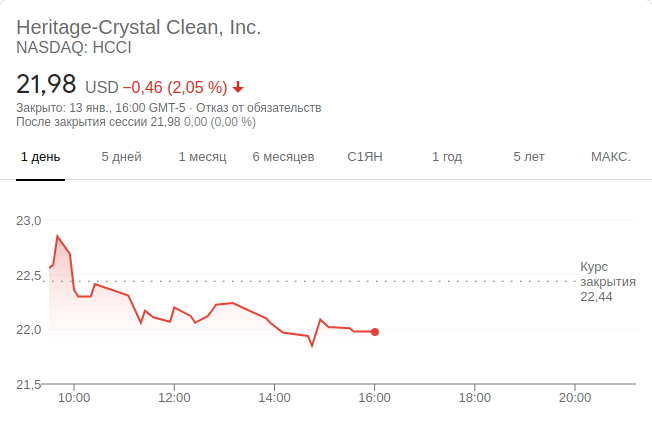 Heritage-Crystal Clean, Inc.
NASDAQ: HCCI
21,98 USD −0,46 (2,05 %)
Закрыто: 13 янв., 16:00 GMT-5 · Отказ от обязательств
После закрытия сессии 21,98 0,00 (0,00 %)
1 день 5 дней 1 месяц 6 месяцев С1ЯН 1 год 5 лет МАКС.
23,0
22,5
22,0
21,5
Курс
закрытия
22,44
10:00 12:00 14:00 16:00 18:00 20:00